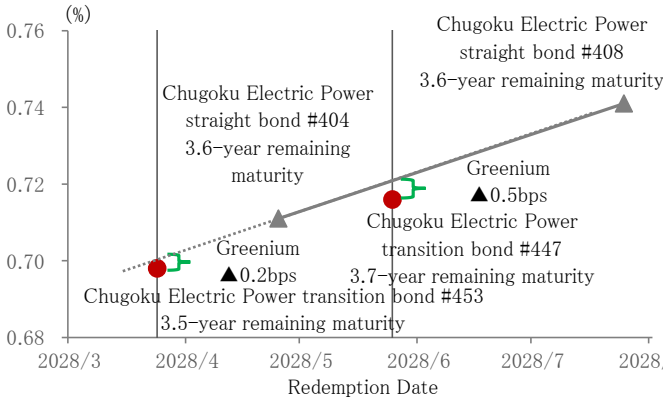 (%)
0.76
0.74
0.72
0.70
0.68
Chugoku Electric Power
straight bond #408
3.6-year remaining maturity
Chugoku Electric Power
straight bond #404
3.6-year remaining
maturity
Greenium
▲0.5bps
Chugoku Electric Power
transition bond #447
3.7-year remaining maturity
Greenium
▲0.2bps
Chugoku Electric Power transition bond #453
3.5-year remaining maturity
2028/3
2028/4
2028/5
2028/6
2028/7
2028/
Redemption Date